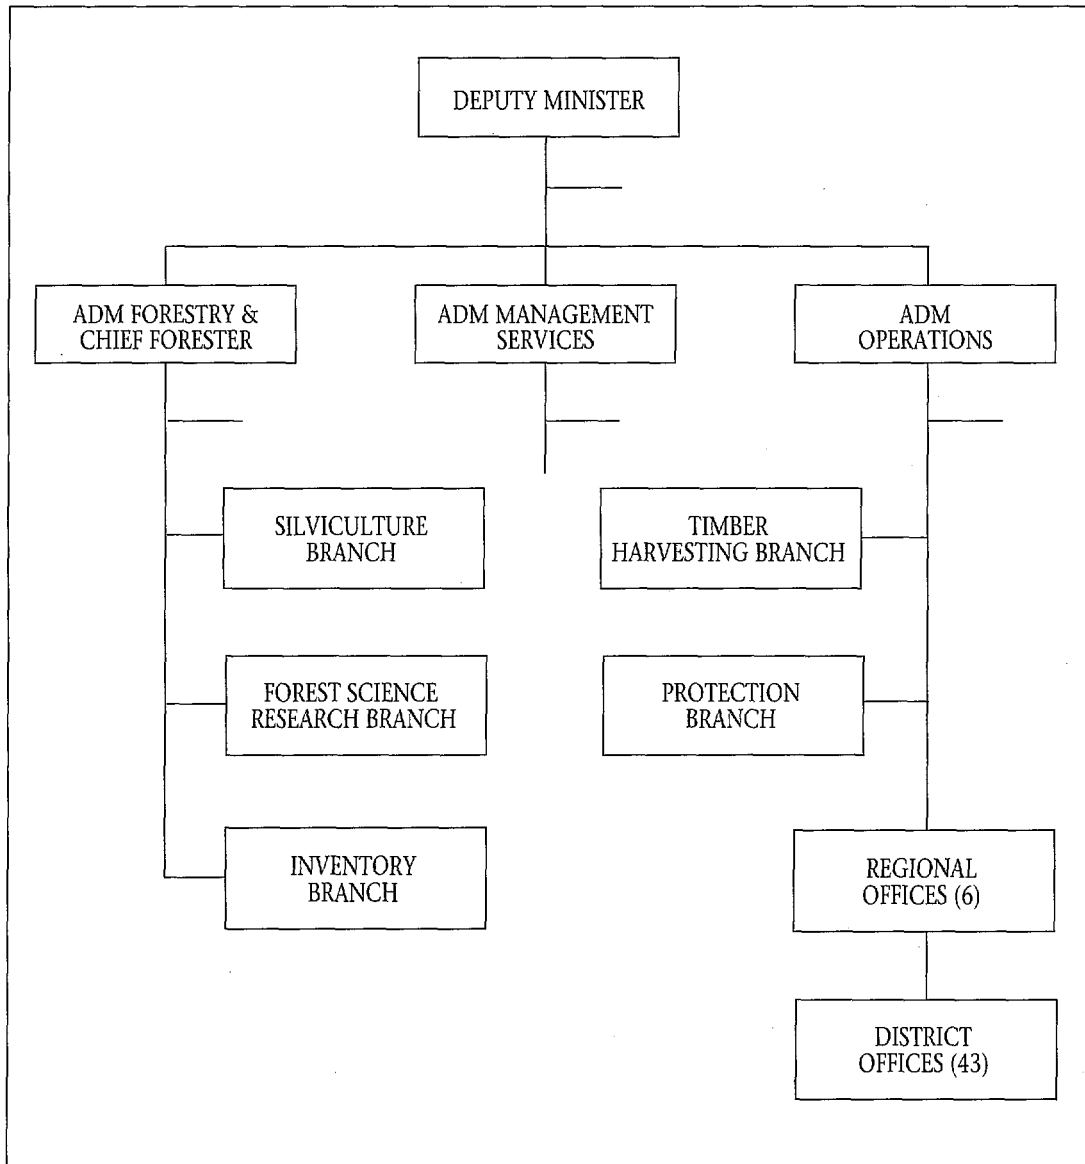 DEPUTY MINISTER
ADM FORESTRY &
CHIEF FORESTER
ADM MANAGEMENT
SERVICES
ADM
OPERATIONS
SILVICULTURE
BRANCH
TIMBER
HARVESTING BRANCH
FOREST SCIENCE
RESEARCH BRANCH
PROTECTION
BRANCH
INVENTORY
BRANCH
REGIONAL
OFFICES (6)
DISTRICT
OFFICES (43)